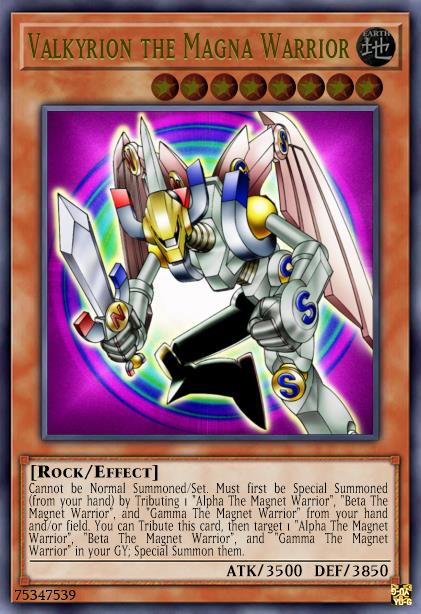 VALKYRION THE MAGNA WARRIOR
EARTH
地
N
S
S
S
S
[ROCK/EFFECT]
Cannot be Normal Summoned/Set. Must first be Special Summoned
(from your hand) by Tributing 1 "Alpha The Magnet Warrior", "Beta The
Magnet Warrior", and "Gamma The Magnet Warrior" from your hand
and/or field. You can Tribute this card, then target 1 "Alpha The Magnet
Warrior", "Beta The Magnet Warrior", and "Gamma The Magnet
Warrior" in your GY; Special Summon them.
ATK/3500 DEF/3850
75347539